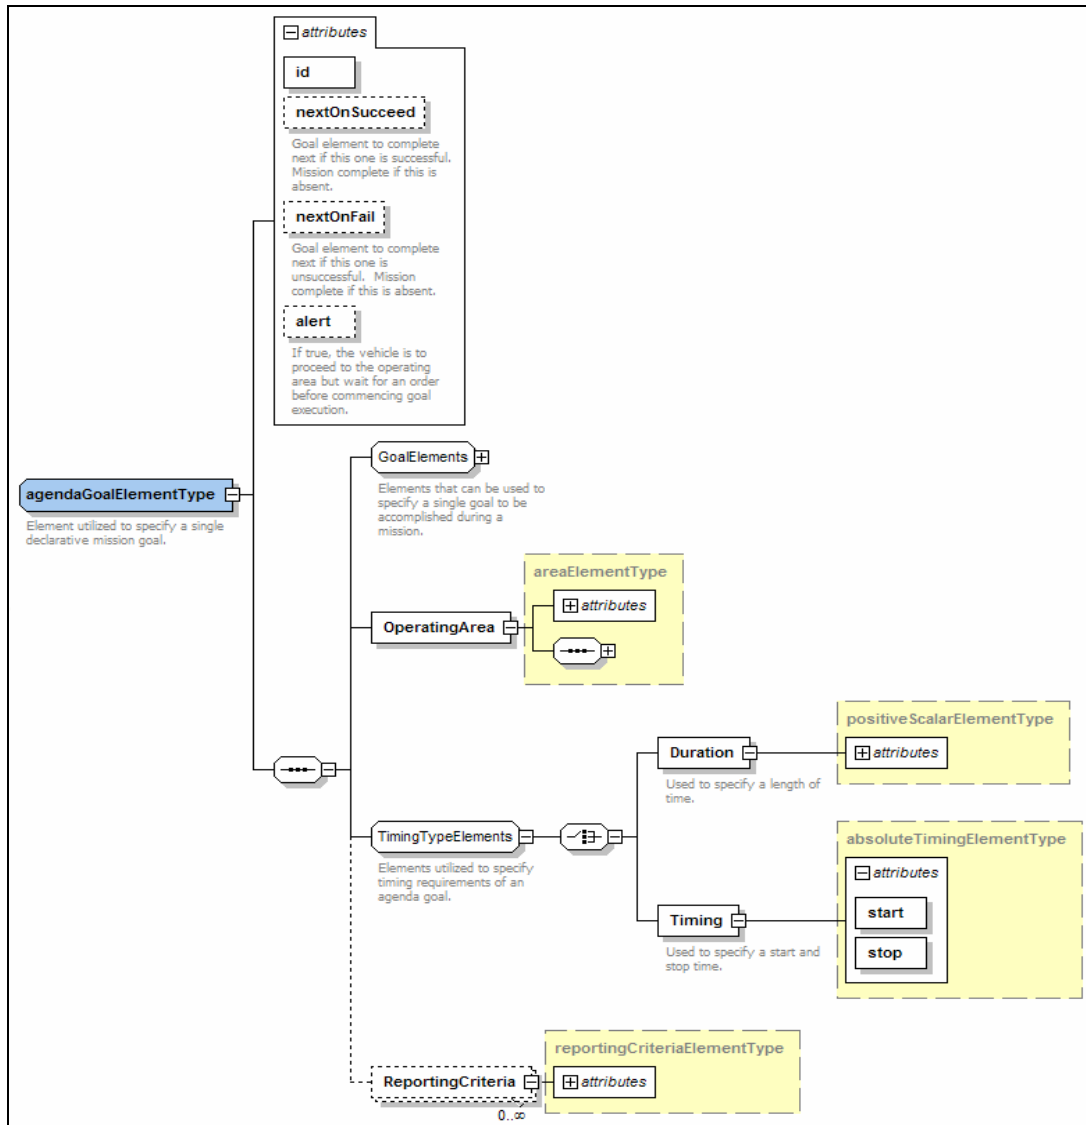 attributes
id
nextOnSucceed
Goal element to complete
next if this one is successful.
Mission complete if this is
absent.
nextOnFail
Goal element to complete
next if this one is
unsuccessful. Mission
complete if this is absent.
alert
If true, the vehicle is to
proceed to the operating
area but wait for an order
before commencing goal
execution.
agendaGoalElementType
Element utilized to specify a single
declarative mission goal.
GoalElements
Elements that can be used to
specify a single goal to be
accomplished during a
mission.
areaElementType
attributes
OperatingArea
positiveScalarElementType
Duration
attributes
Used to specify a length of
time.
TimingTypeElements
Elements utilized to specify
timing requirements of an
agenda goal.
absoluteTimingElementType
attributes
start
stop
Timing
Used to specify a start and
stop time.
reportingCriteriaElementType
ReportingCriteria
attributes
0..∞